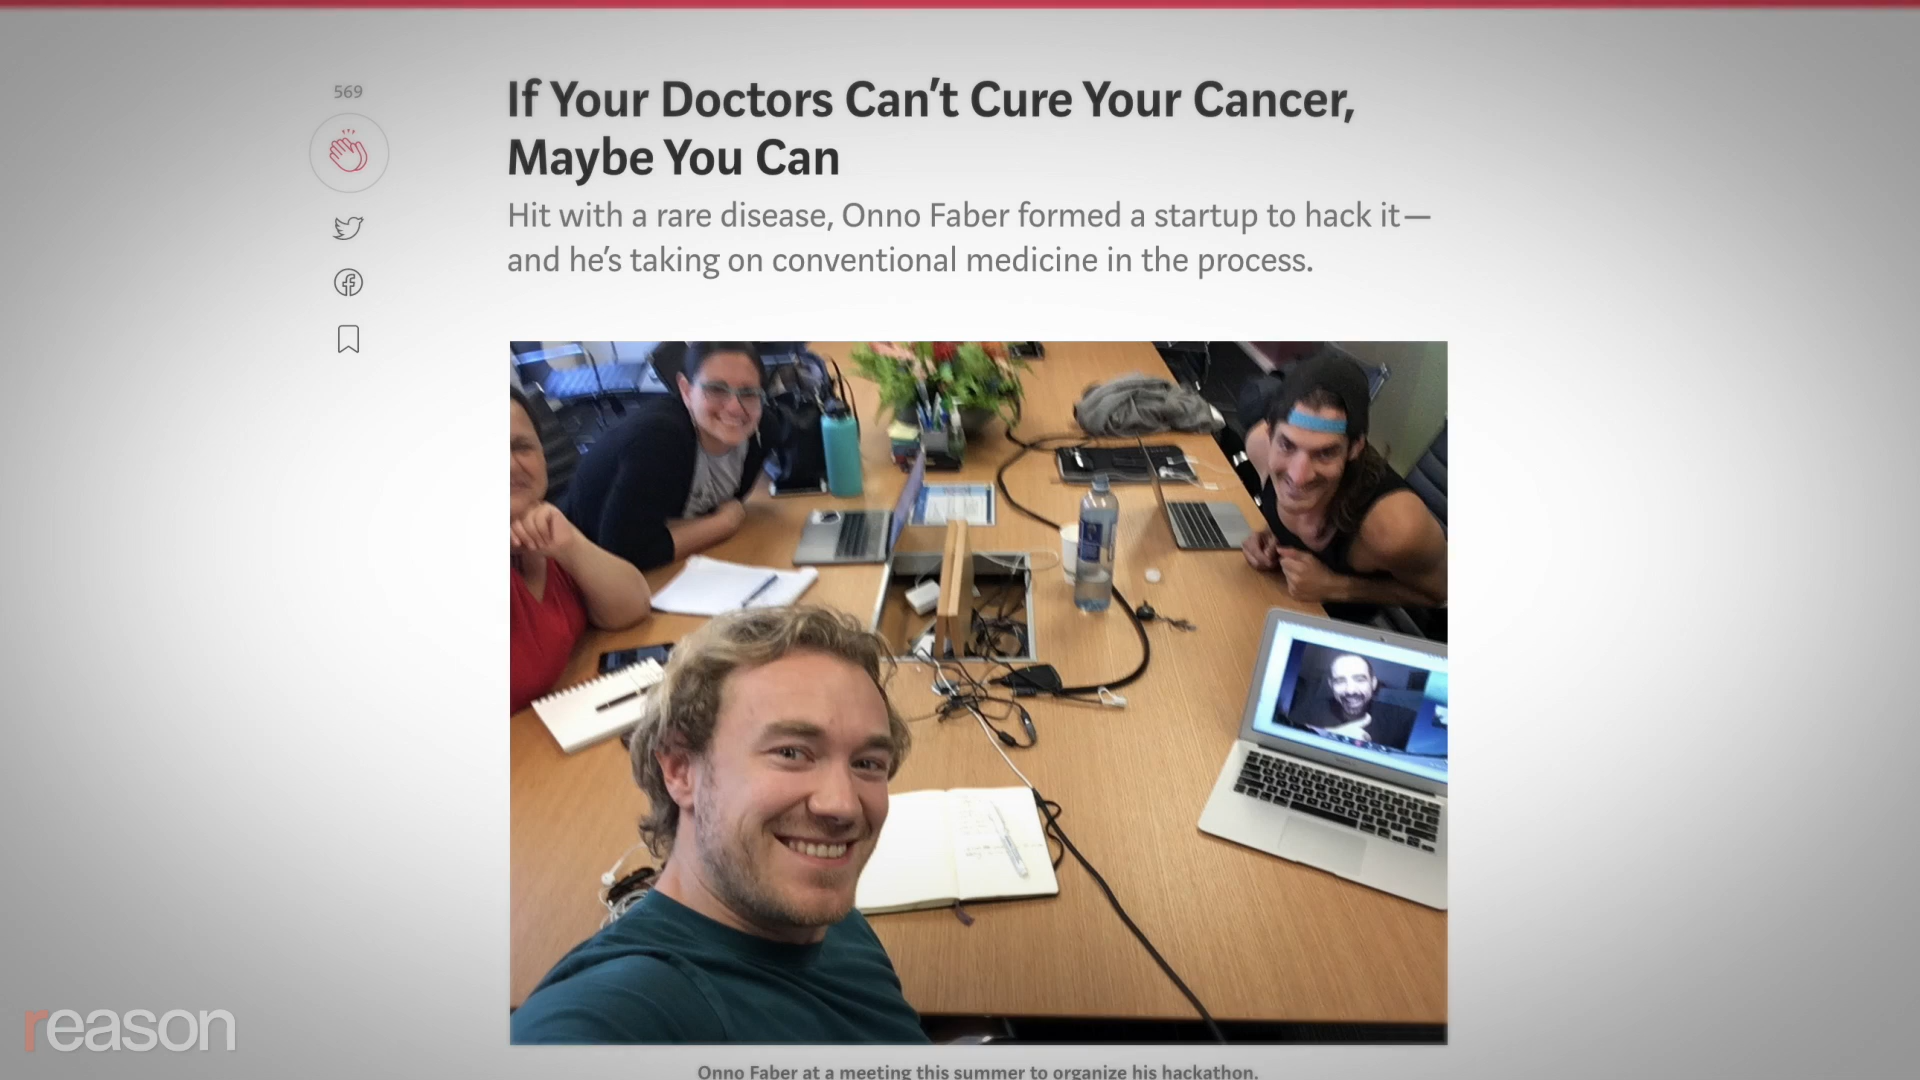 569
If Your Doctors Can't Cure Your Cancer,
Maybe You Can
Hit with a rare disease, Onno Faber formed a startup to hack it—
and he's taking on conventional medicine in the process.
reason
Onno Faber at a meeting this summer to organize his hackathon.